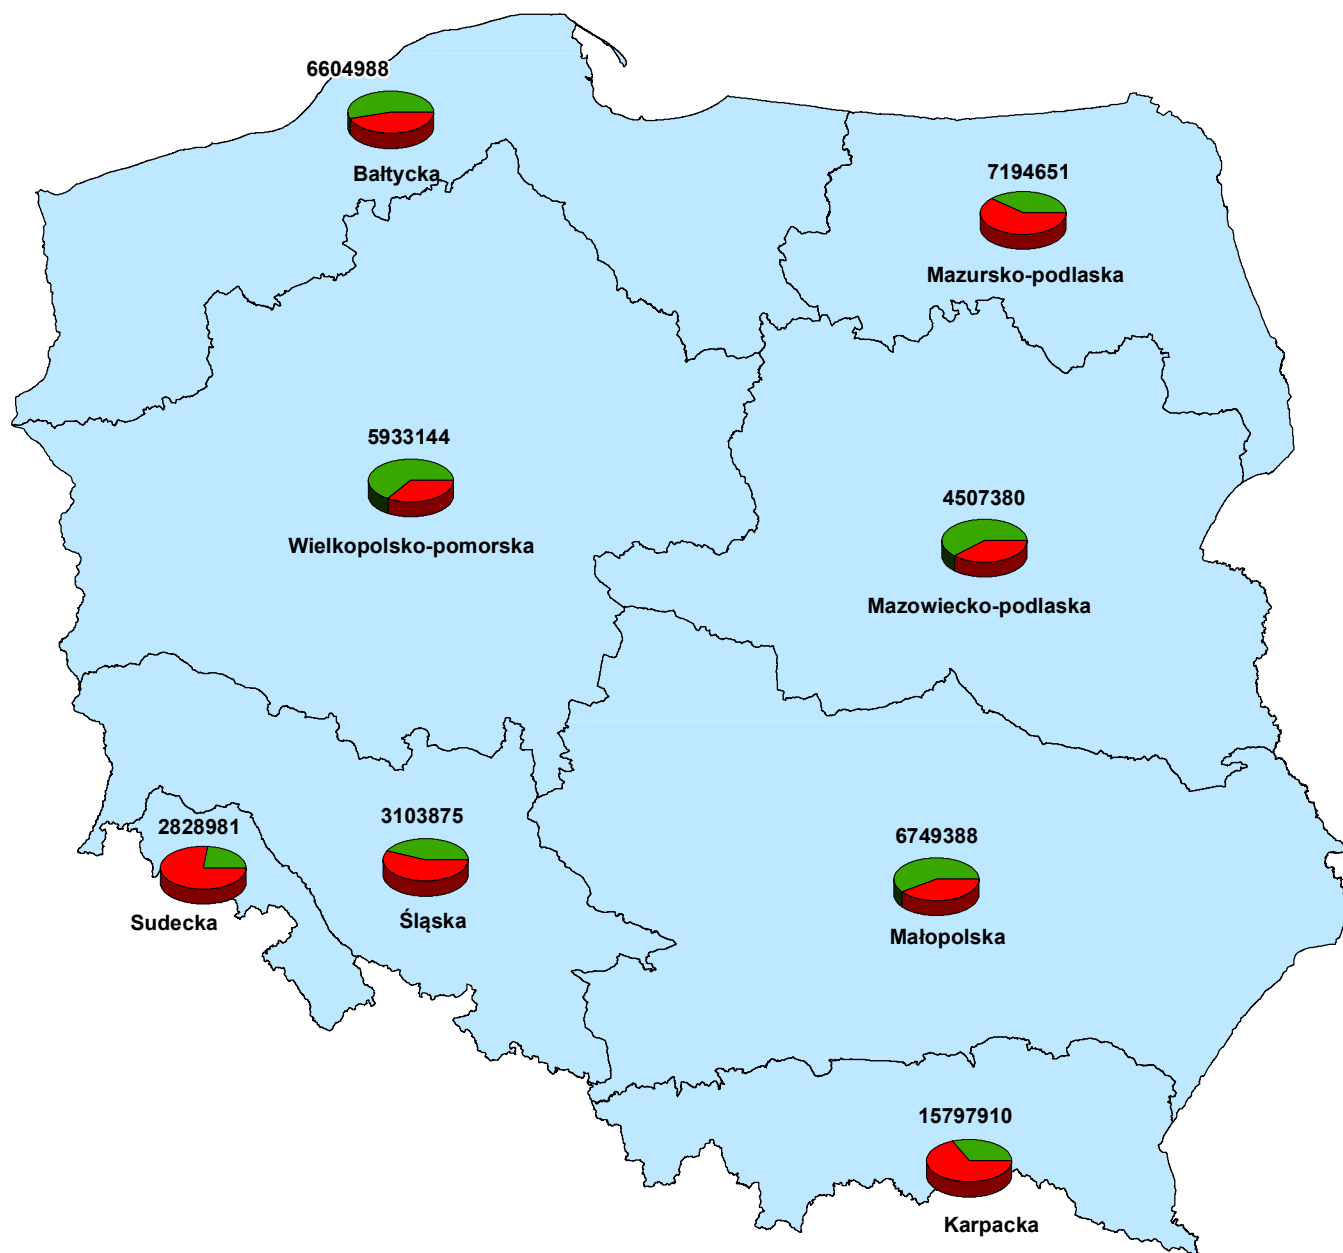 6604988
Bałtycka
7194651
Mazursko-podlaska
5933144
Wielkopolsko-pomorska
4507380
Mazowiecko-podlaska
2828981
Sudecka
3103875
Śląska
6749388
Małopolska
15797910
Karpacka